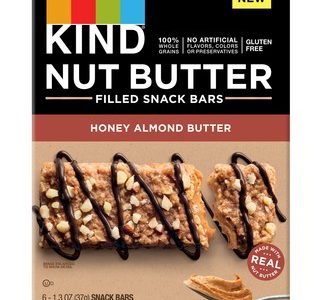 NEW
KIND
100% WHOLE GRAINS
NO ARTIFICIAL FLAVORS, COLORS OR PRESERVATIVES
GLUTEN FREE
NUT BUTTER
FILLED SNACK BARS
HONEY ALMOND BUTTER
MADE WITH
REAL
NUT BUTTER
6 - 1.3 OZ (37g) SNACK BARS